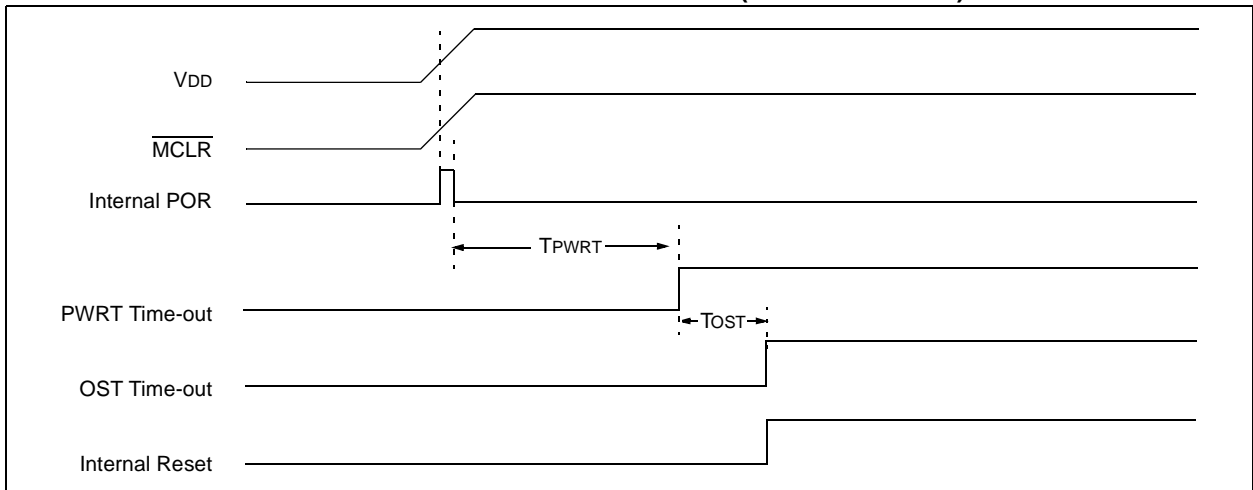 VDD
MCLR
Internal POR
TPWRT
PWRT Time-out
TOST
OST Time-out
Internal Reset